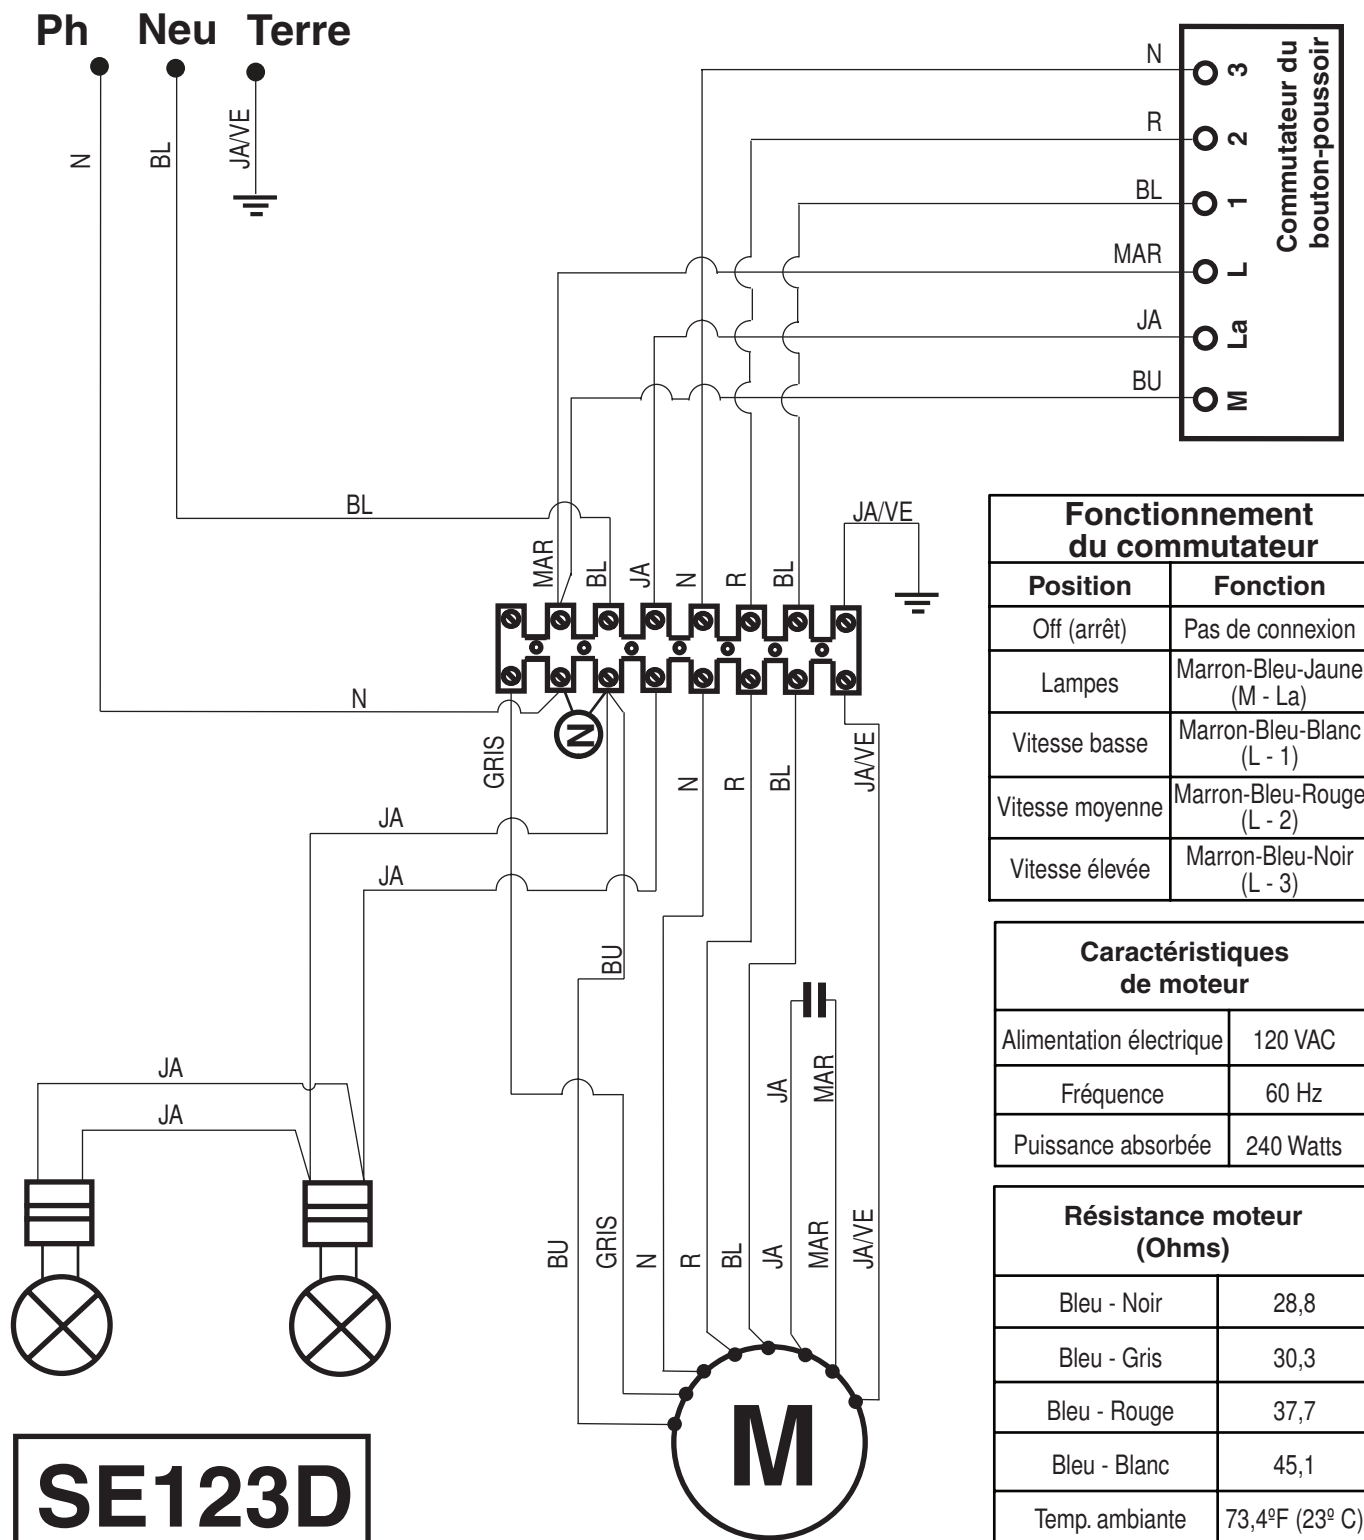 Ph Neu Terre
N
BL
JA/VE
N
R
BL
MAR
JA
BU
3
2
1
L
La
M
Commutateur du
bouton-poussoir
BL
MAR
BL
JA
N
R
BL
JA/VE
N
N
GRIS
N
R
BL
JA/VE
JA
JA
BU
JA
MAR
JA
JA
BU
GRIS
N
R
BL
JA
MAR
JA/VE
M
SE123D
Fonctionnement
du commutateur
Position Fonction
Off (arrêt) Pas de connexion
Lampes Marron-Bleu-Jaune
(M - La)
Vitesse basse Marron-Bleu-Blanc
(L - 1)
Vitesse moyenne Marron-Bleu-Rouge
(L - 2)
Vitesse élevée Marron-Bleu-Noir
(L - 3)
Caractéristiques
de moteur
Alimentation électrique 120 VAC
Fréquence 60 Hz
Puissance absorbée 240 Watts
Résistance moteur
(Ohms)
Bleu - Noir 28,8
Bleu - Gris 30,3
Bleu - Rouge 37,7
Bleu - Blanc 45,1
Temp. ambiante 73,4ºF (23º C)